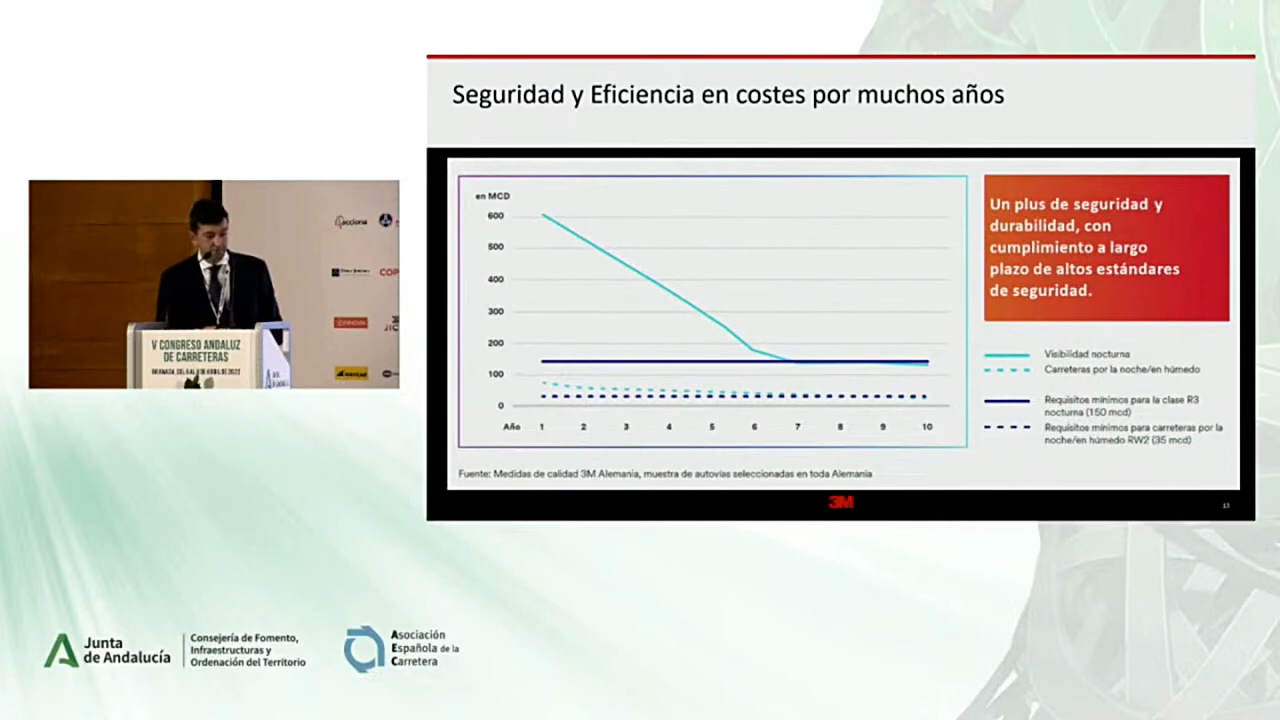 Seguridad y Eficiencia en costes por muchos años
en MCD
600
500
400
300
200
100
0
Año 1 2 3 4 5 6 7 8 9 10
Un plus de seguridad y
durabilidad, con
cumplimiento a largo
plazo de altos estándares
de seguridad.
Visibilidad nocturna
Carreteras por la noche/en húmedo
Requisitos mínimos para la clase R3
nocturna (150 mcd)
Requisitos mínimos para carreteras por la
noche/en húmedo RW2 (35 mcd)
Fuente: Medidas de calidad 3M Alemania, muestra de autovías seleccionadas en toda Alemania
3M
13
acciona
COP
INNOVIA
JIC
V CONGRESO ANDALUZ
DE CARRETERAS
Junta
de Andalucía
Consejería de Fomento,
Infraestructuras y
Ordenación del Territorio
Asociación
Española de la
Carretera